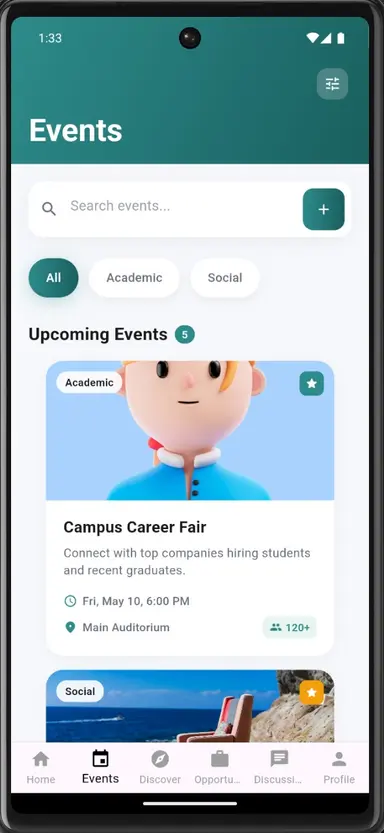 1:33
Events
Search events...
+
All
Academic
Social
Upcoming Events 5
Academic
Campus Career Fair
Connect with top companies hiring students
and recent graduates.
Fri, May 10, 6:00 PM
Main Auditorium
120+
Social
Home
Events
Discover
Opportu...
Discussi...
Profile